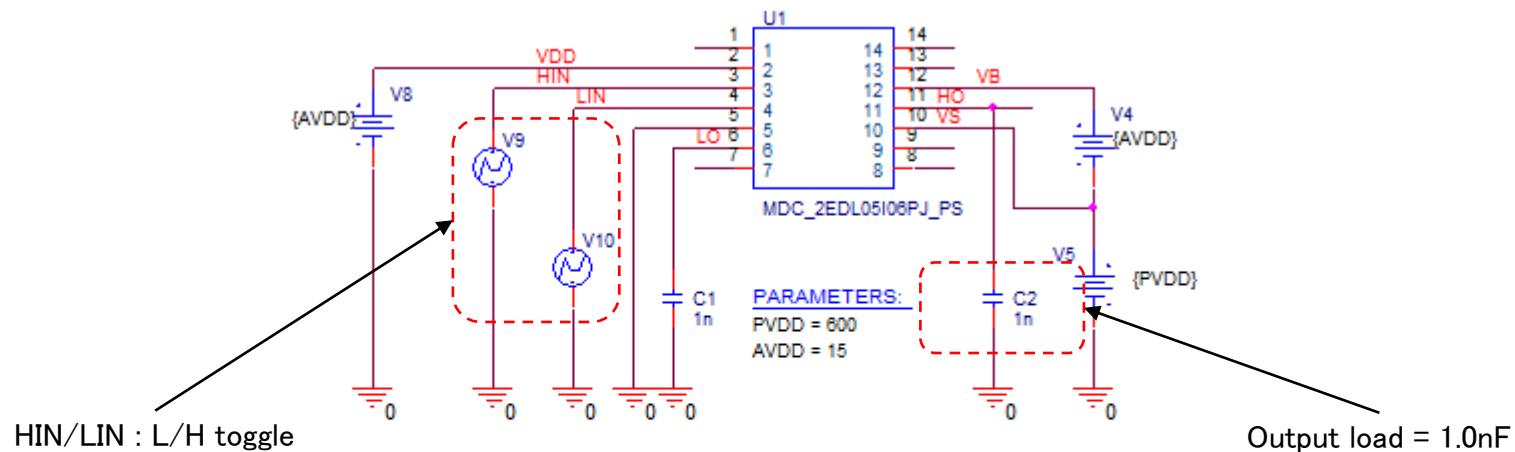 U1
1 1 14 14
2 2 13 13
VDD
3 3 12 12
HIN VB
4 4 11 11
LIN HO
5 5 10 10
VS
LO 6 6 9 9
7 7 8 8
V8
{AVDD}
V9
V10
V4
{AVDD}
MDC_2EDL05I06PJ_PS
V5
{PVDD}
C1
1n
PARAMETERS:
PVDD = 600
AVDD = 15
C2
1n
0 0 0 0 0 0 0
HIN/LIN : L/H toggle
Output load = 1.0nF